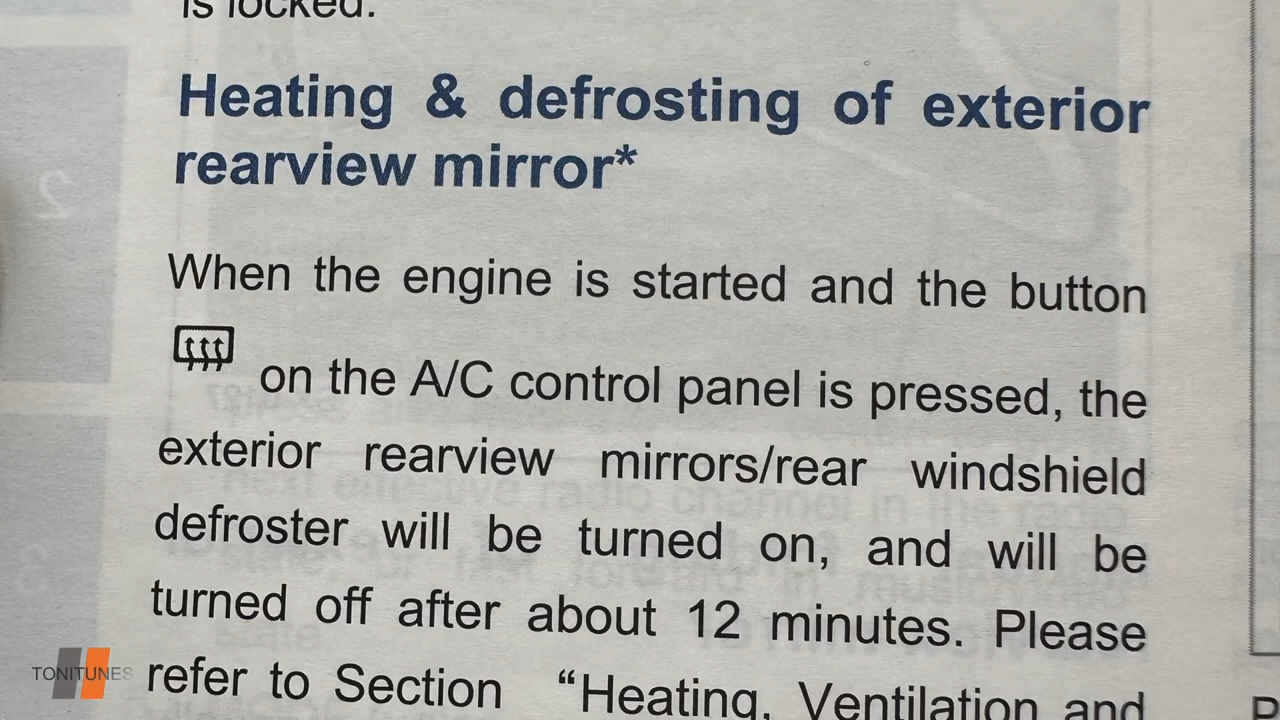 is locked.
Heating & defrosting of exterior
rearview mirror*
When the engine is started and the button
on the A/C control panel is pressed, the
exterior rearview mirrors/rear windshield
defroster will be turned on, and will be
turned off after about 12 minutes. Please
refer to Section “Heating, Ventilation and
TONITUNES